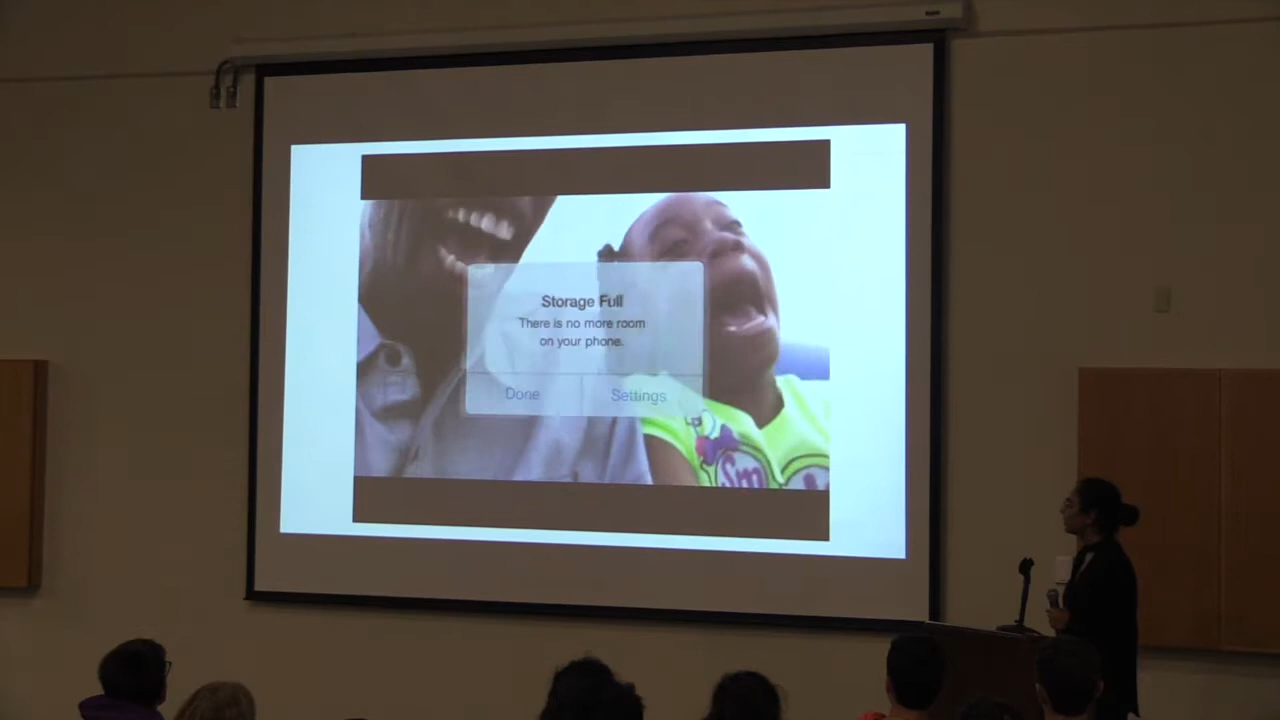 Storage Full
There is no more room
on your phone.
Done
Settings